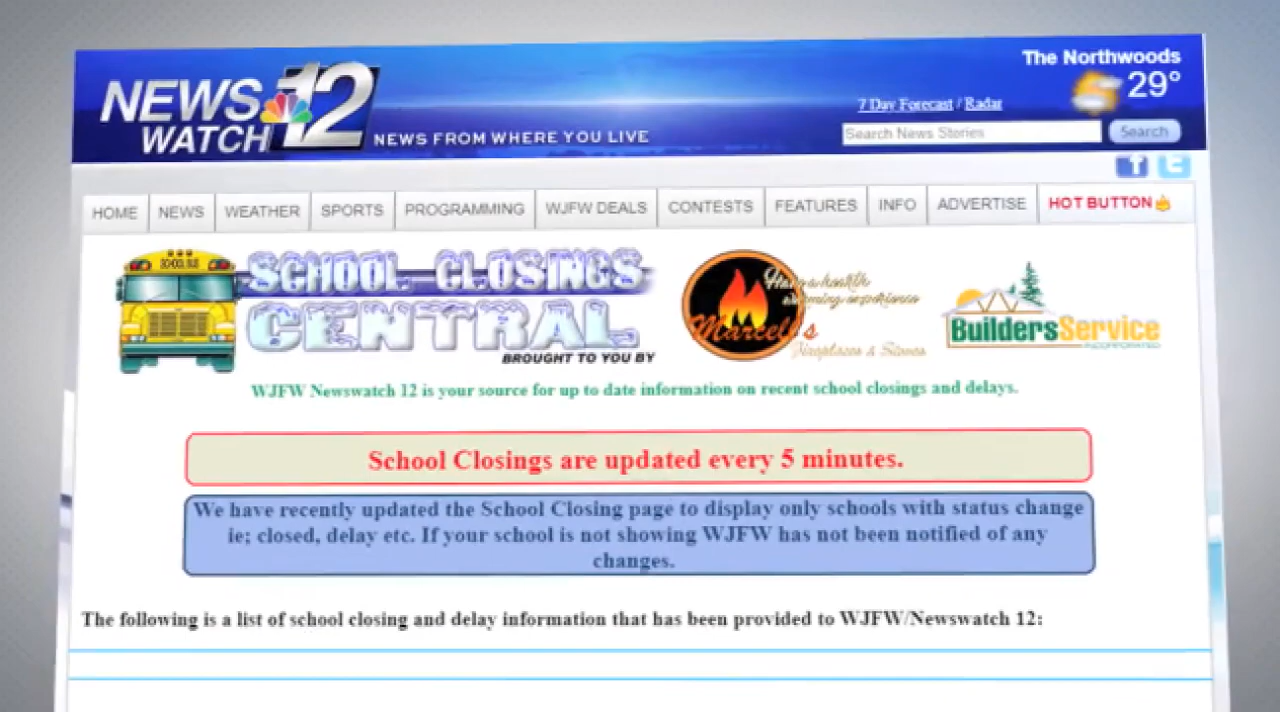 The Northwoods
29°
NEWS
WATCH 12
NEWS FROM WHERE YOU LIVE
7 Day Forecast / Radar
Search News Stories
Search
f t
HOME NEWS WEATHER SPORTS PROGRAMMING WJFW DEALS CONTESTS FEATURES INFO ADVERTISE HOT BUTTON
SCHOOL BUS
SCHOOL CLOSINGS
CENTRAL
BROUGHT TO YOU BY
Have a hearth
warming experience
Marcell's
Fireplaces & Stoves
BuildersService
INCORPORATED
WJFW Newswatch 12 is your source for up to date information on recent school closings and delays.
School Closings are updated every 5 minutes.
We have recently updated the School Closing page to display only schools with status change
ie; closed, delay etc. If your school is not showing WJFW has not been notified of any
changes.
The following is a list of school closing and delay information that has been provided to WJFW/Newswatch 12: